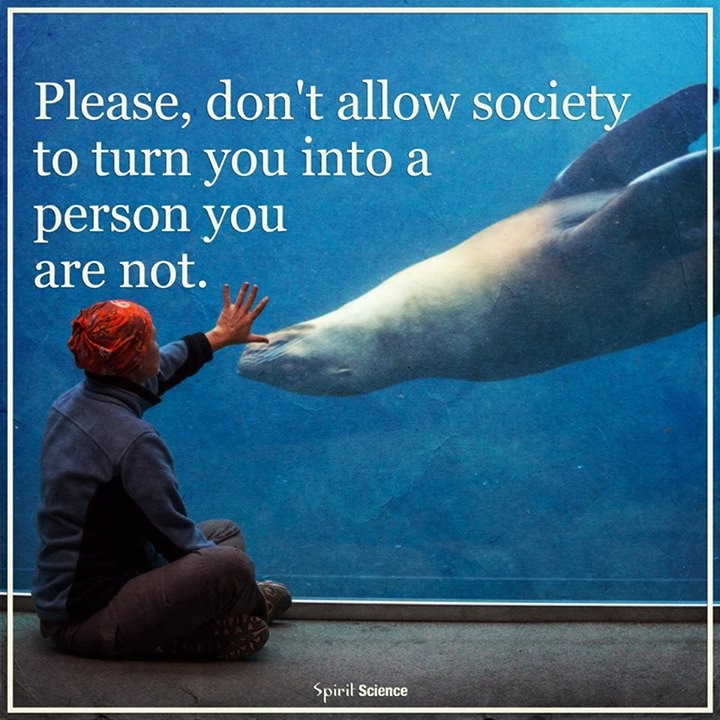 Please, don't allow society
to turn you into a
person you
are not.
Spirit Science